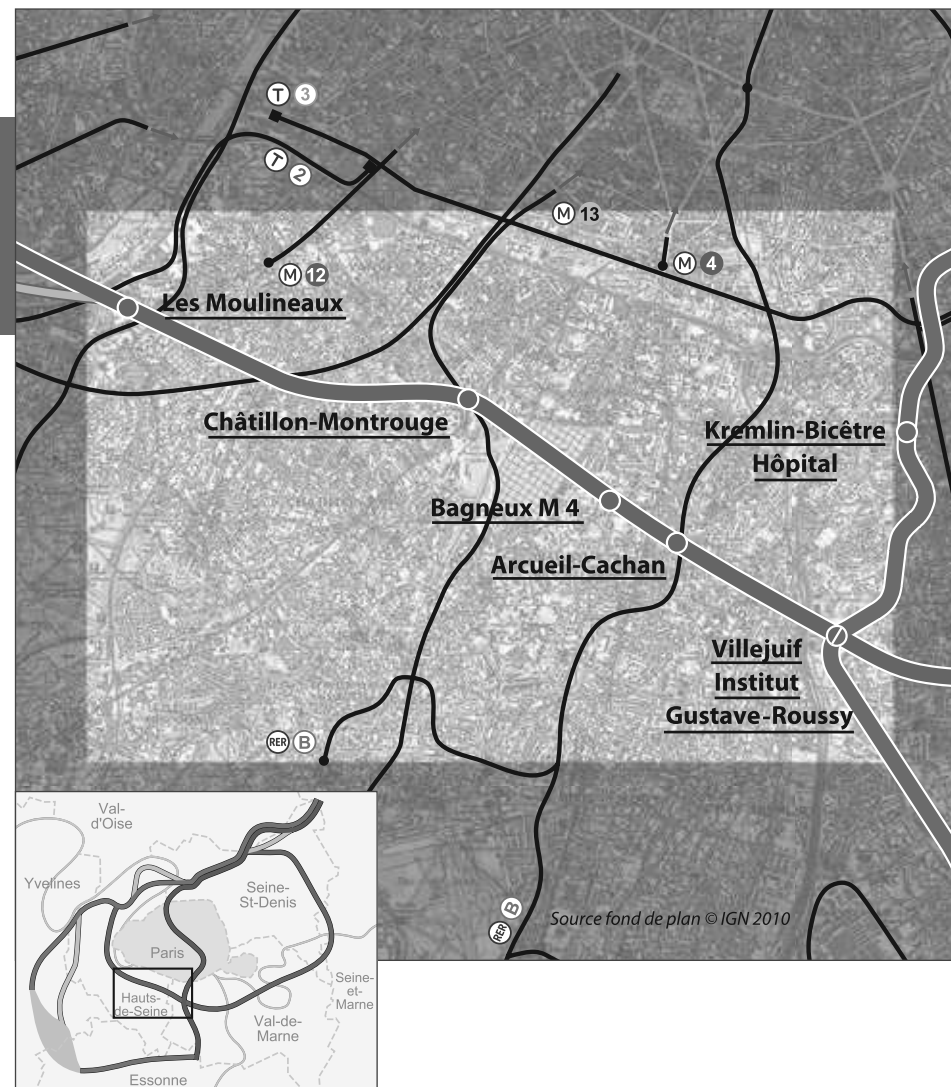 T 3
T 2
M 13
M 12
M 4
Les Moulineaux
Châtillon-Montrouge
Kremlin-Bicêtre
Hôpital
Bagneux M 4
Arcueil-Cachan
Villejuif
Institut
Gustave-Roussy
RER B
RER B
Source fond de plan © IGN 2010
Val-
d'Oise
Yvelines
Seine-
St-Denis
Paris
Seine-
et-
Marne
Hauts-
de-Seine
Val-de-
Marne
Essonne